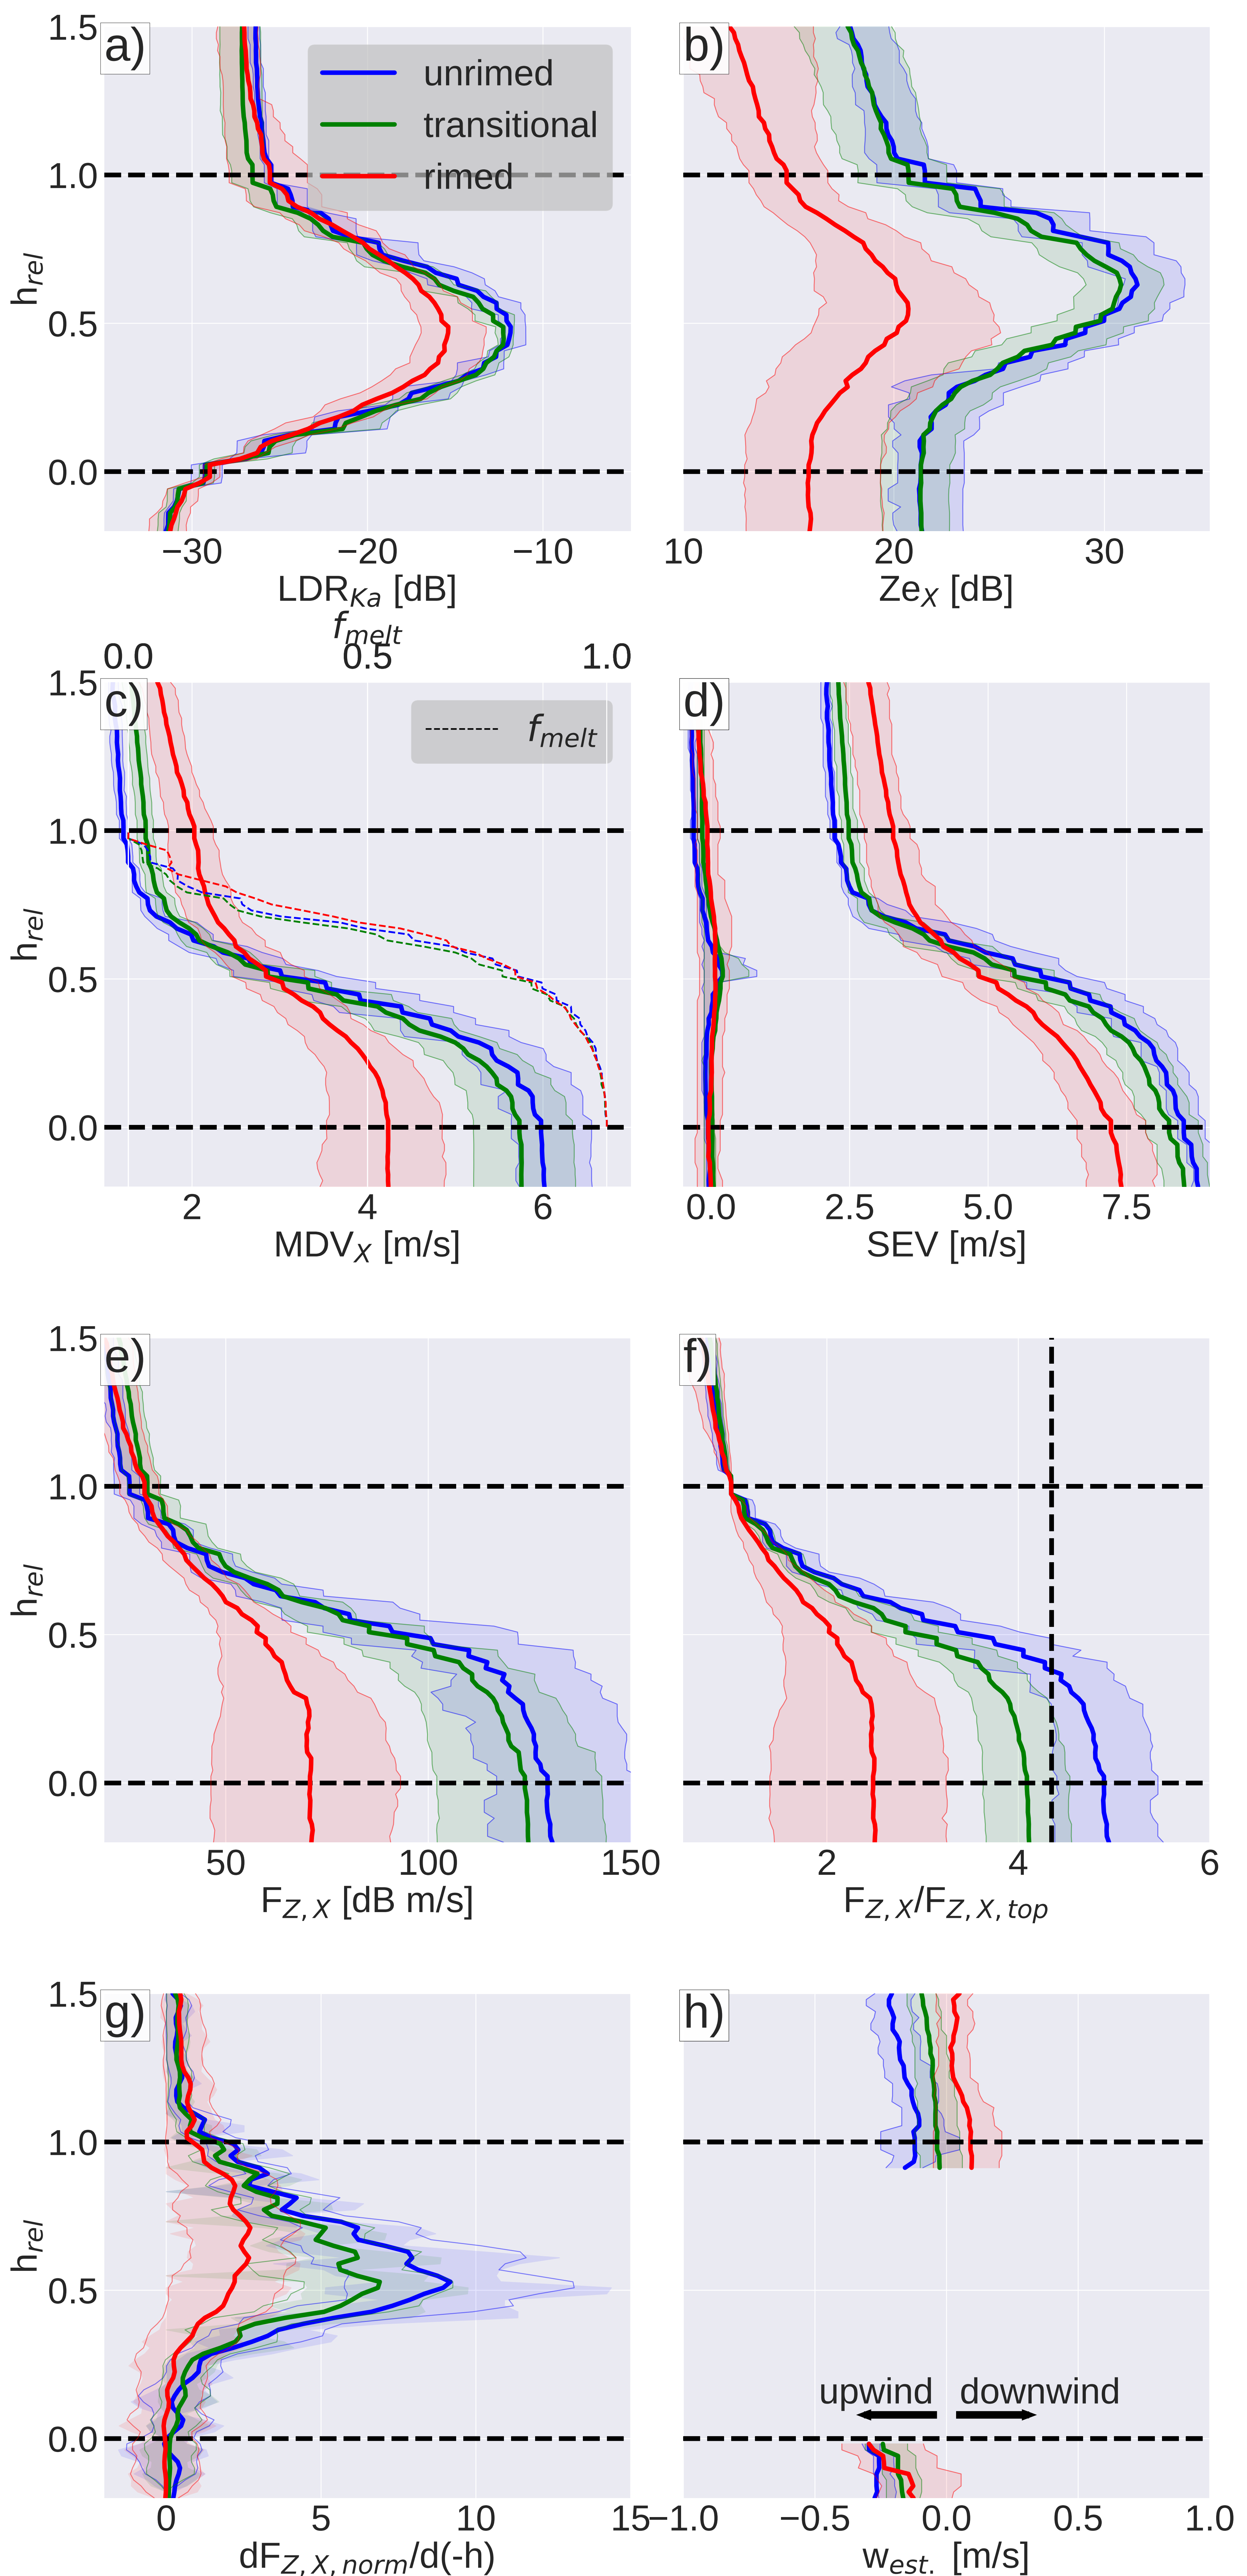 a)
b)
unrimed
transitional
rimed
1.5
1.0
0.5
0.0
h_rel
−30 −20 −10
LDR_Ka [dB]
10 20 30
Ze_X [dB]
f_melt
0.0 0.5 1.0
c)
d)
f_melt
1.5
1.0
0.5
0.0
h_rel
2 4 6
MDV_X [m/s]
0.0 2.5 5.0 7.5
SEV [m/s]
e)
f)
1.5
1.0
0.5
0.0
h_rel
50 100 150
F_Z,X [dB m/s]
2 4 6
F_Z,X/F_Z,X,top
g)
h)
1.5
1.0
0.5
0.0
h_rel
upwind downwind
0 5 10 15
dF_Z,X,norm/d(-h)
−1.0 −0.5 0.0 0.5 1.0
w_est. [m/s]